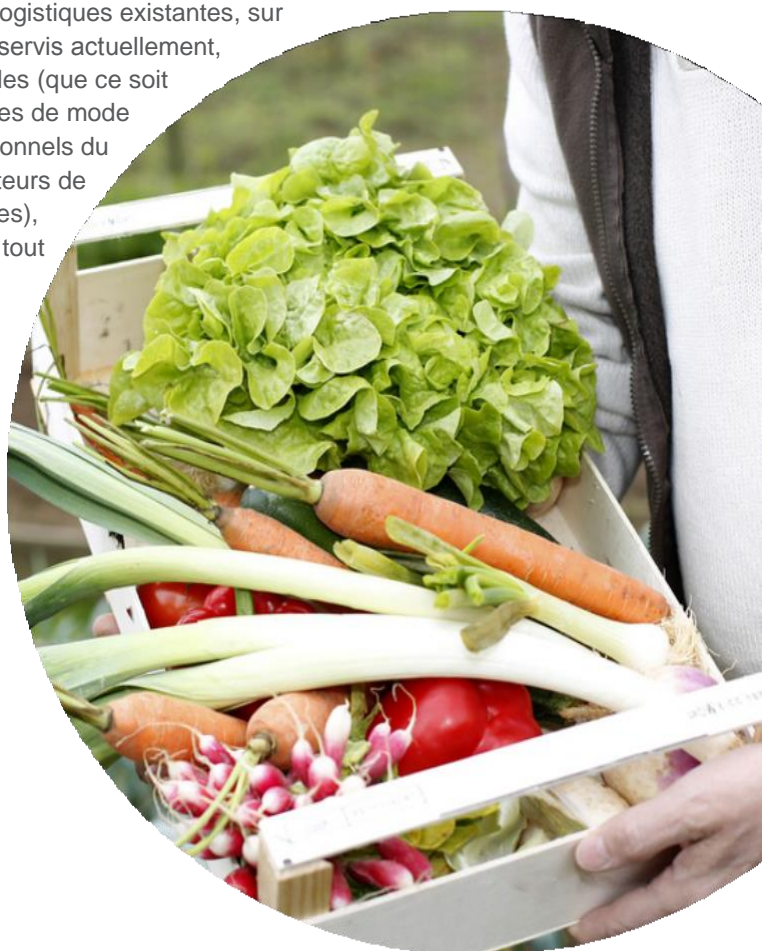 ogistiques existantes, sur
servis actuellement,
les (que ce soit
es de mode
onnels du
teurs de
es),
tout